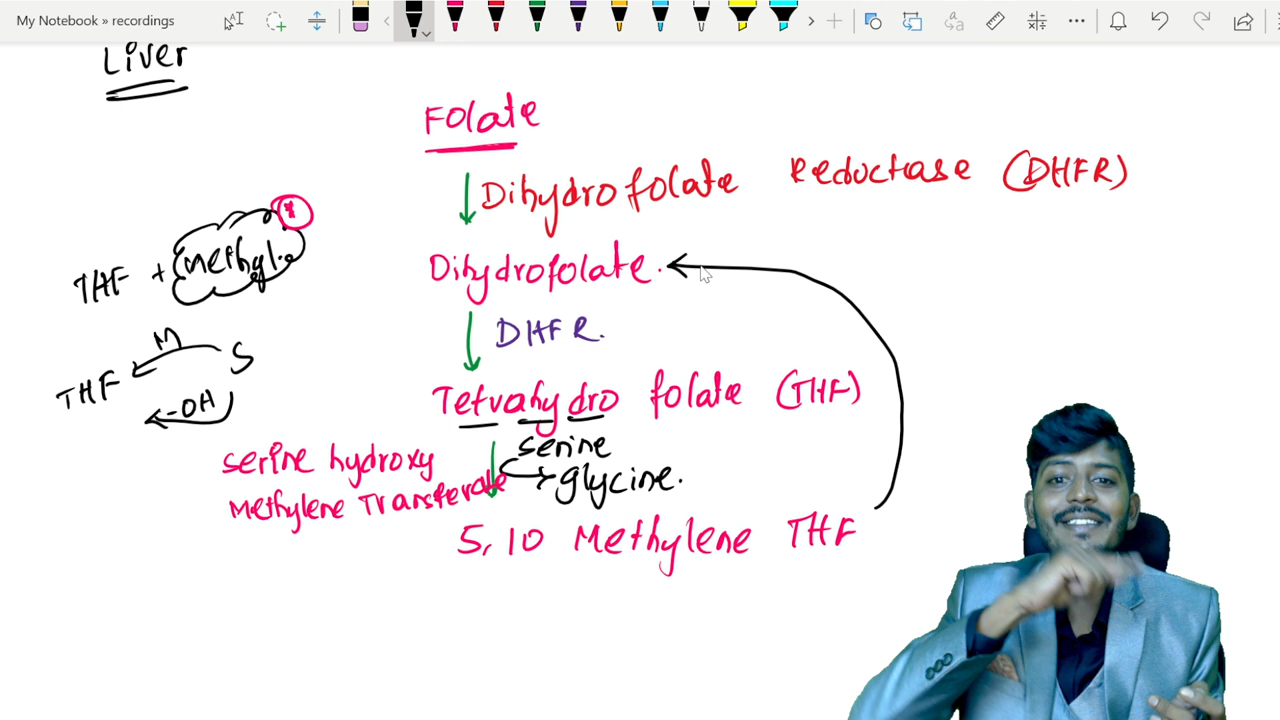 My Notebook » recordings
Liver
Folate
Dihydrofolate Reductase (DHFR)
THF + methyl.
Dihydrofolate.
DHFR.
M
THF S
-OH
Tetrahydro folate (THF)
serine
serine hydroxy
glycine.
Methylene Transferate
5,10 Methylene THF